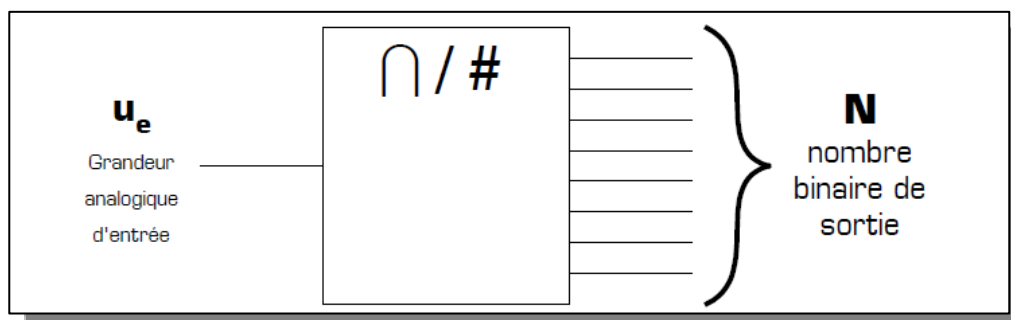 ∩ / #
u_e
Grandeur
analogique
d'entrée
N
nombre
binaire de
sortie